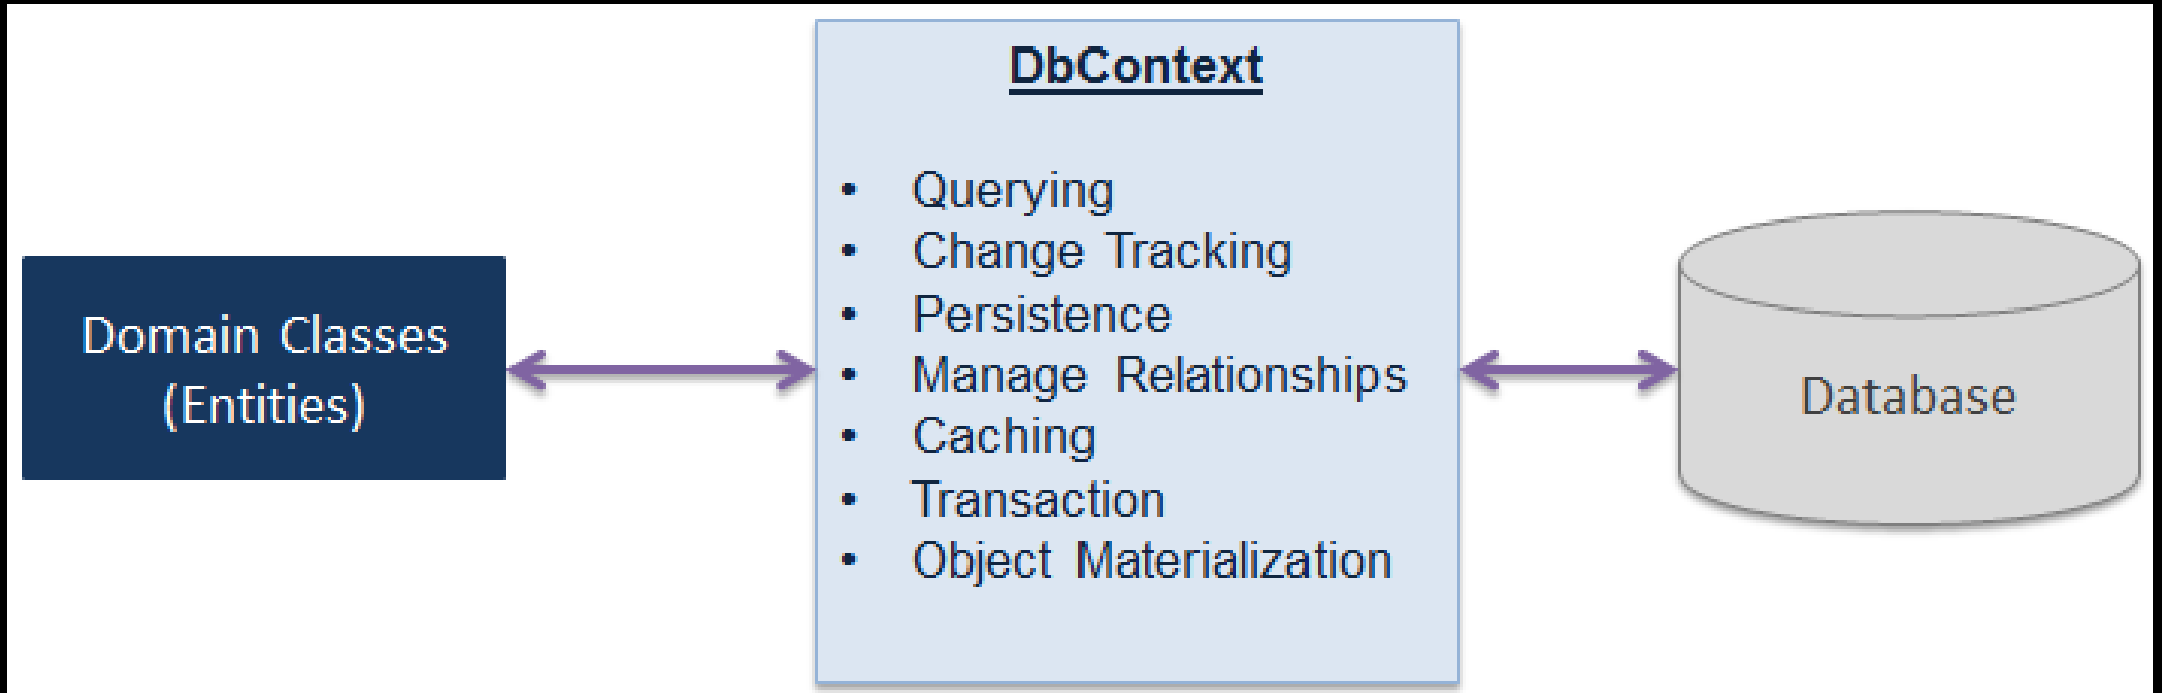 DbContext
• Querying
• Change Tracking
• Persistence
• Manage Relationships
• Caching
• Transaction
• Object Materialization
Domain Classes
(Entities)
Database